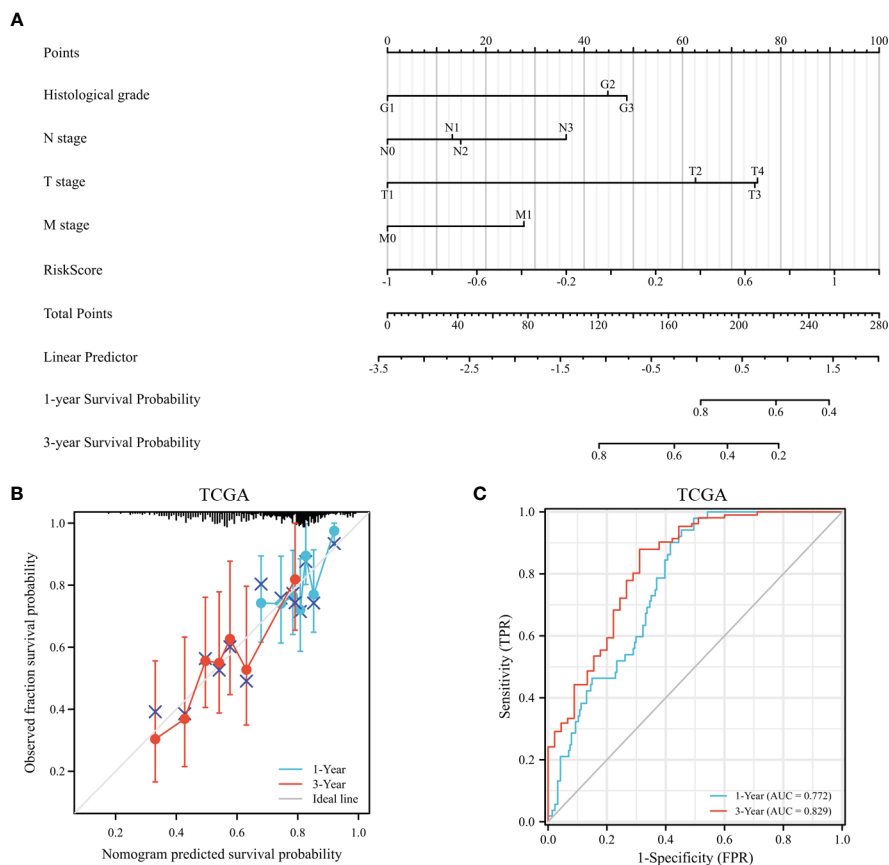 A
Points
0 20 40 60 80 100
Histological grade
G2
G1 G3
N stage
N1 N3
N0 N2
T stage
T2 T4
T1 T3
M stage
M1
M0
RiskScore
-1 -0.6 -0.2 0.2 0.6 1
Total Points
0 40 80 120 160 200 240 280
Linear Predictor
-3.5 -2.5 -1.5 -0.5 0.5 1.5
1-year Survival Probability
0.8 0.6 0.4
3-year Survival Probability
0.8 0.6 0.4 0.2
B
TCGA
Observed fraction survival probability
1.0
0.8
0.6
0.4
0.2
1-Year
3-Year
Ideal line
0.2 0.4 0.6 0.8 1.0
Nomogram predicted survival probability
C
TCGA
Sensitivity (TPR)
1.0
0.8
0.6
0.4
0.2
0.0
1-Year (AUC = 0.772)
3-Year (AUC = 0.829)
0.0 0.2 0.4 0.6 0.8 1.0
1-Specificity (FPR)